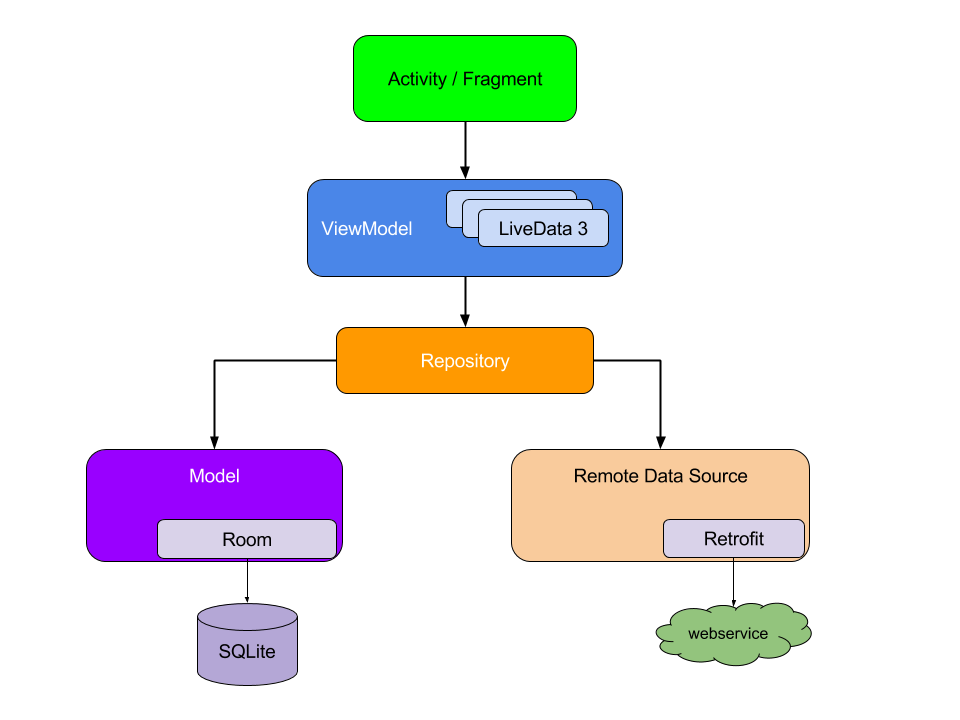 Activity / Fragment
ViewModel
LiveData 3
Repository
Model
Room
Remote Data Source
Retrofit
SQLite
webservice